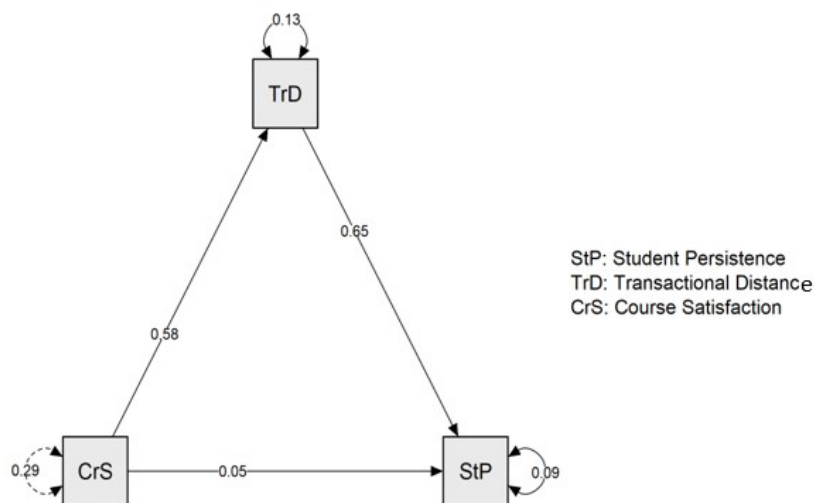 0.13
TrD
0.65
StP: Student Persistence
TrD: Transactional Distance
CrS: Course Satisfaction
0.58
0.29
CrS
0.05
StP
0.09